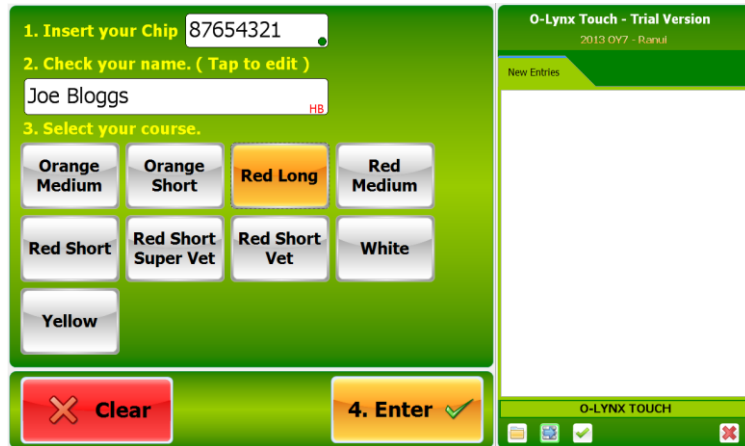 1. Insert your Chip 87654321
2. Check your name. ( Tap to edit )
Joe Bloggs
HB
3. Select your course.
Orange Medium
Orange Short
Red Long
Red Medium
Red Short
Red Short Super Vet
Red Short Vet
White
Yellow
Clear
4. Enter
O-Lynx Touch - Trial Version
2013 OY7 - Ranui
New Entries
O-LYNX TOUCH